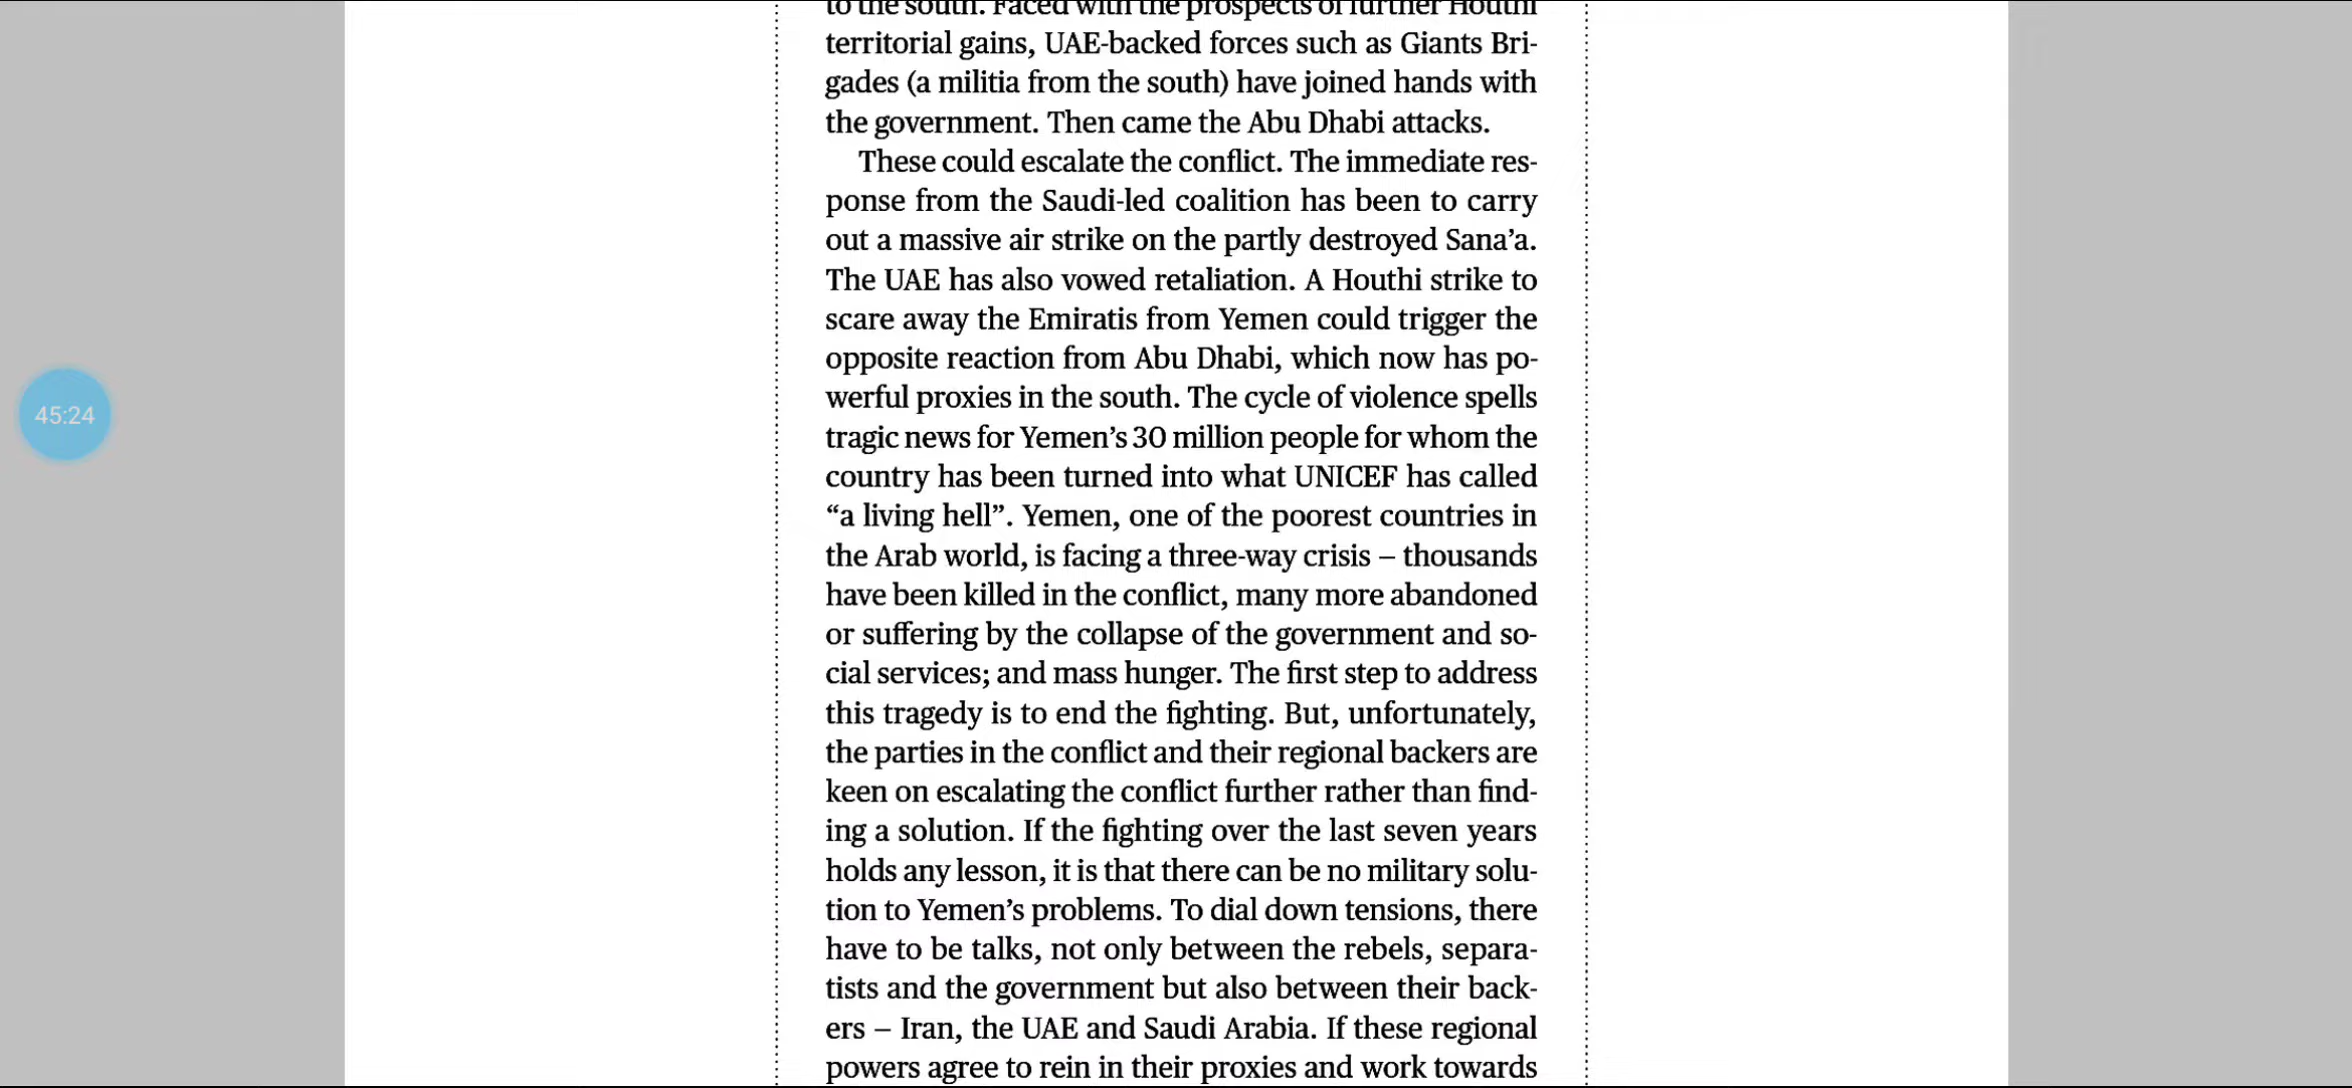 to the south. Faced with the prospects of further Houthi
territorial gains, UAE-backed forces such as Giants Bri-
gades (a militia from the south) have joined hands with
the government. Then came the Abu Dhabi attacks.
These could escalate the conflict. The immediate res-
ponse from the Saudi-led coalition has been to carry
out a massive air strike on the partly destroyed Sana’a.
The UAE has also vowed retaliation. A Houthi strike to
scare away the Emiratis from Yemen could trigger the
opposite reaction from Abu Dhabi, which now has po-
werful proxies in the south. The cycle of violence spells
tragic news for Yemen’s 30 million people for whom the
country has been turned into what UNICEF has called
“a living hell”. Yemen, one of the poorest countries in
the Arab world, is facing a three-way crisis – thousands
have been killed in the conflict, many more abandoned
or suffering by the collapse of the government and so-
cial services; and mass hunger. The first step to address
this tragedy is to end the fighting. But, unfortunately,
the parties in the conflict and their regional backers are
keen on escalating the conflict further rather than find-
ing a solution. If the fighting over the last seven years
holds any lesson, it is that there can be no military solu-
tion to Yemen’s problems. To dial down tensions, there
have to be talks, not only between the rebels, separa-
tists and the government but also between their back-
ers – Iran, the UAE and Saudi Arabia. If these regional
powers agree to rein in their proxies and work towards
45:24